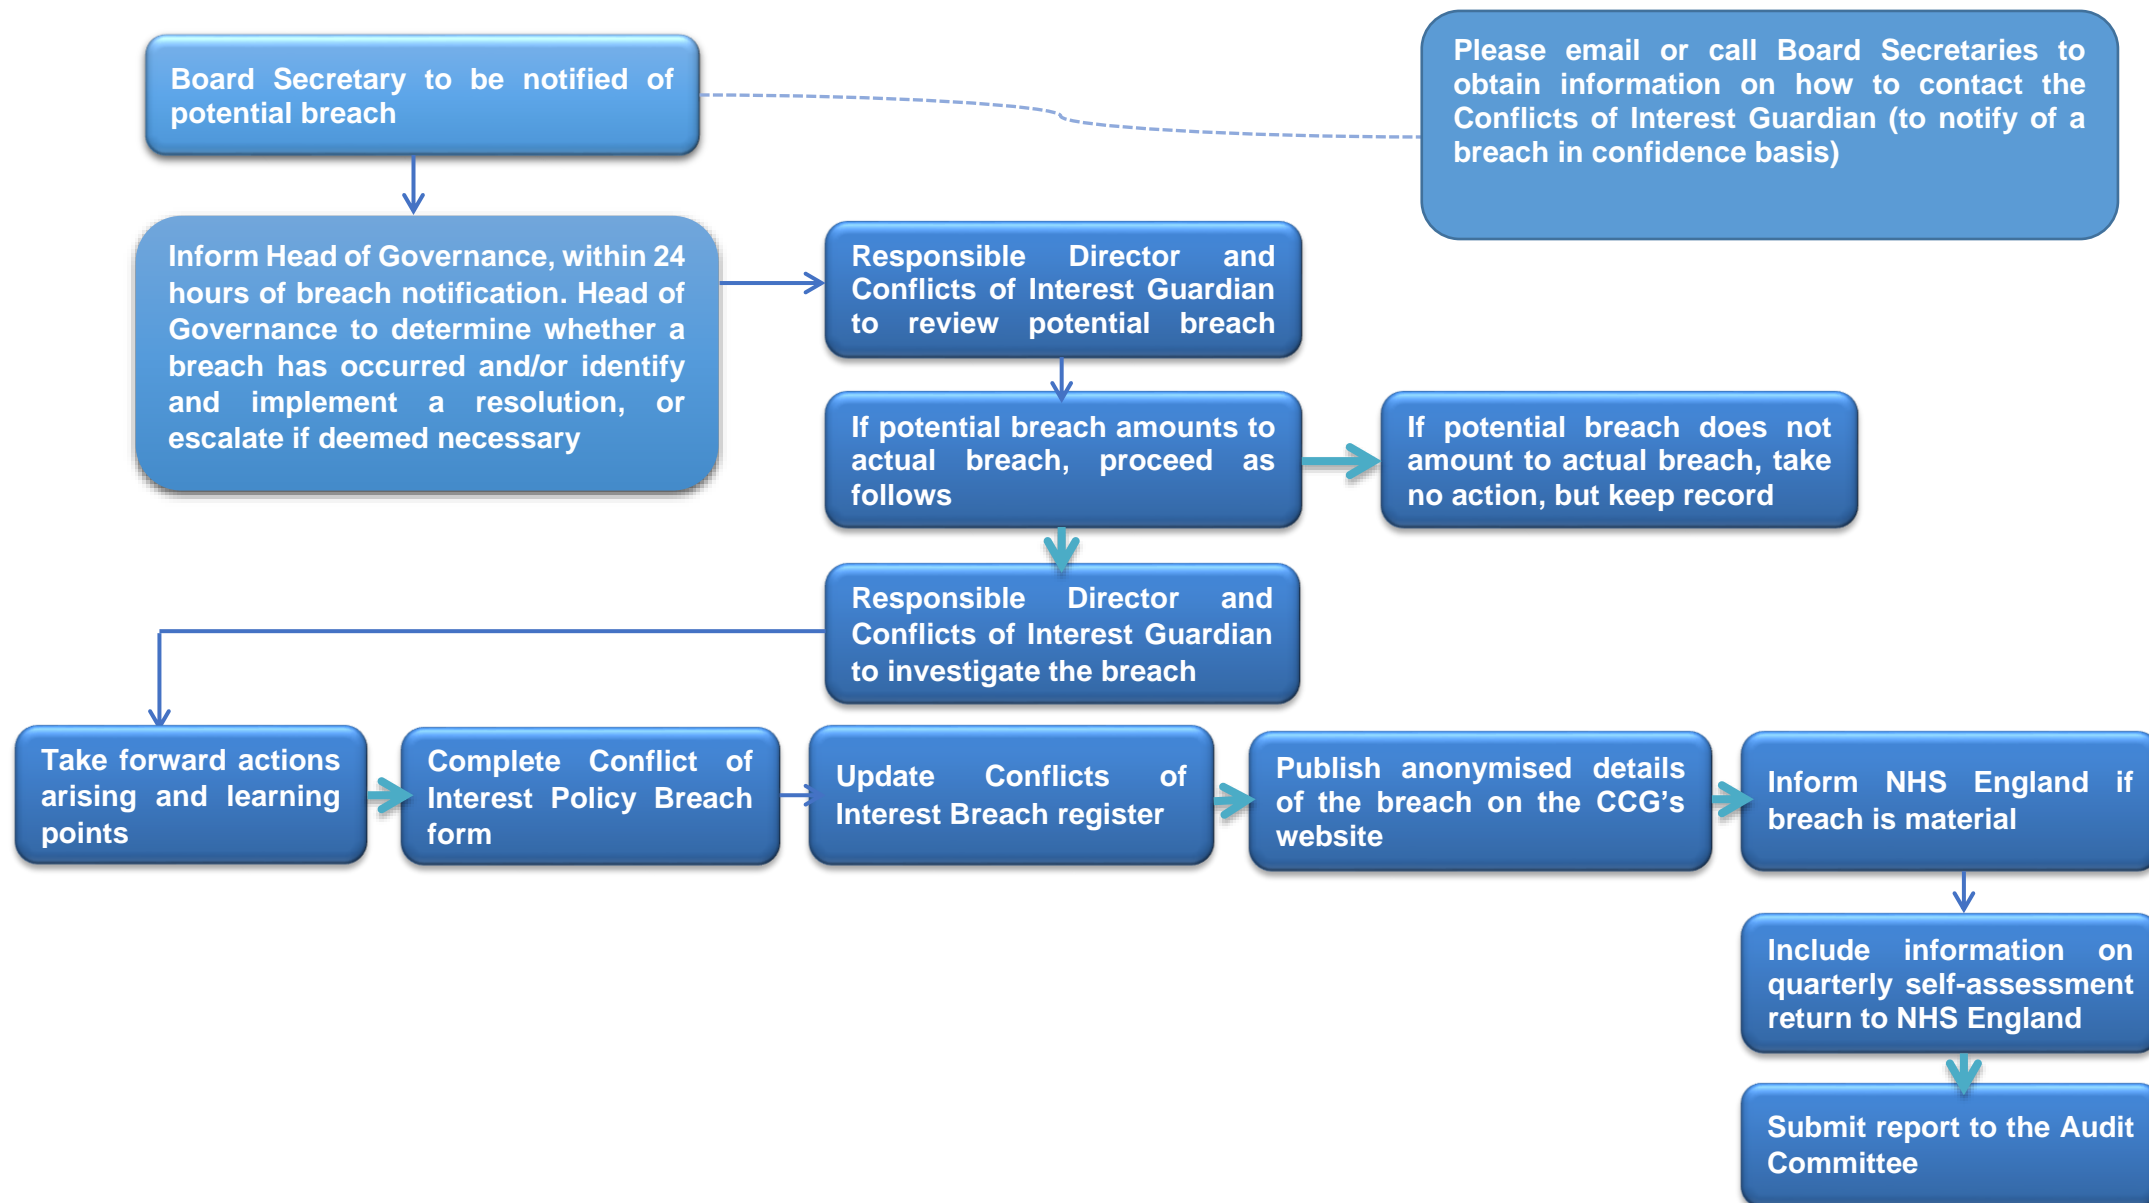 Board Secretary to be notified of
potential breach
Please email or call Board Secretaries to
obtain information on how to contact the
Conflicts of Interest Guardian (to notify of a
breach in confidence basis)
Inform Head of Governance, within 24
hours of breach notification. Head of
Governance to determine whether a
breach has occurred and/or identify
and implement a resolution, or
escalate if deemed necessary
Responsible Director and
Conflicts of Interest Guardian
to review potential breach
If potential breach amounts to
actual breach, proceed as
follows
If potential breach does not
amount to actual breach, take
no action, but keep record
Responsible Director and
Conflicts of Interest Guardian
to investigate the breach
Take forward actions
arising and learning
points
Complete Conflict of
Interest Policy Breach
form
Update Conflicts of
Interest Breach register
Publish anonymised details
of the breach on the CCG's
website
Inform NHS England if
breach is material
Include information on
quarterly self-assessment
return to NHS England
Submit report to the Audit
Committee